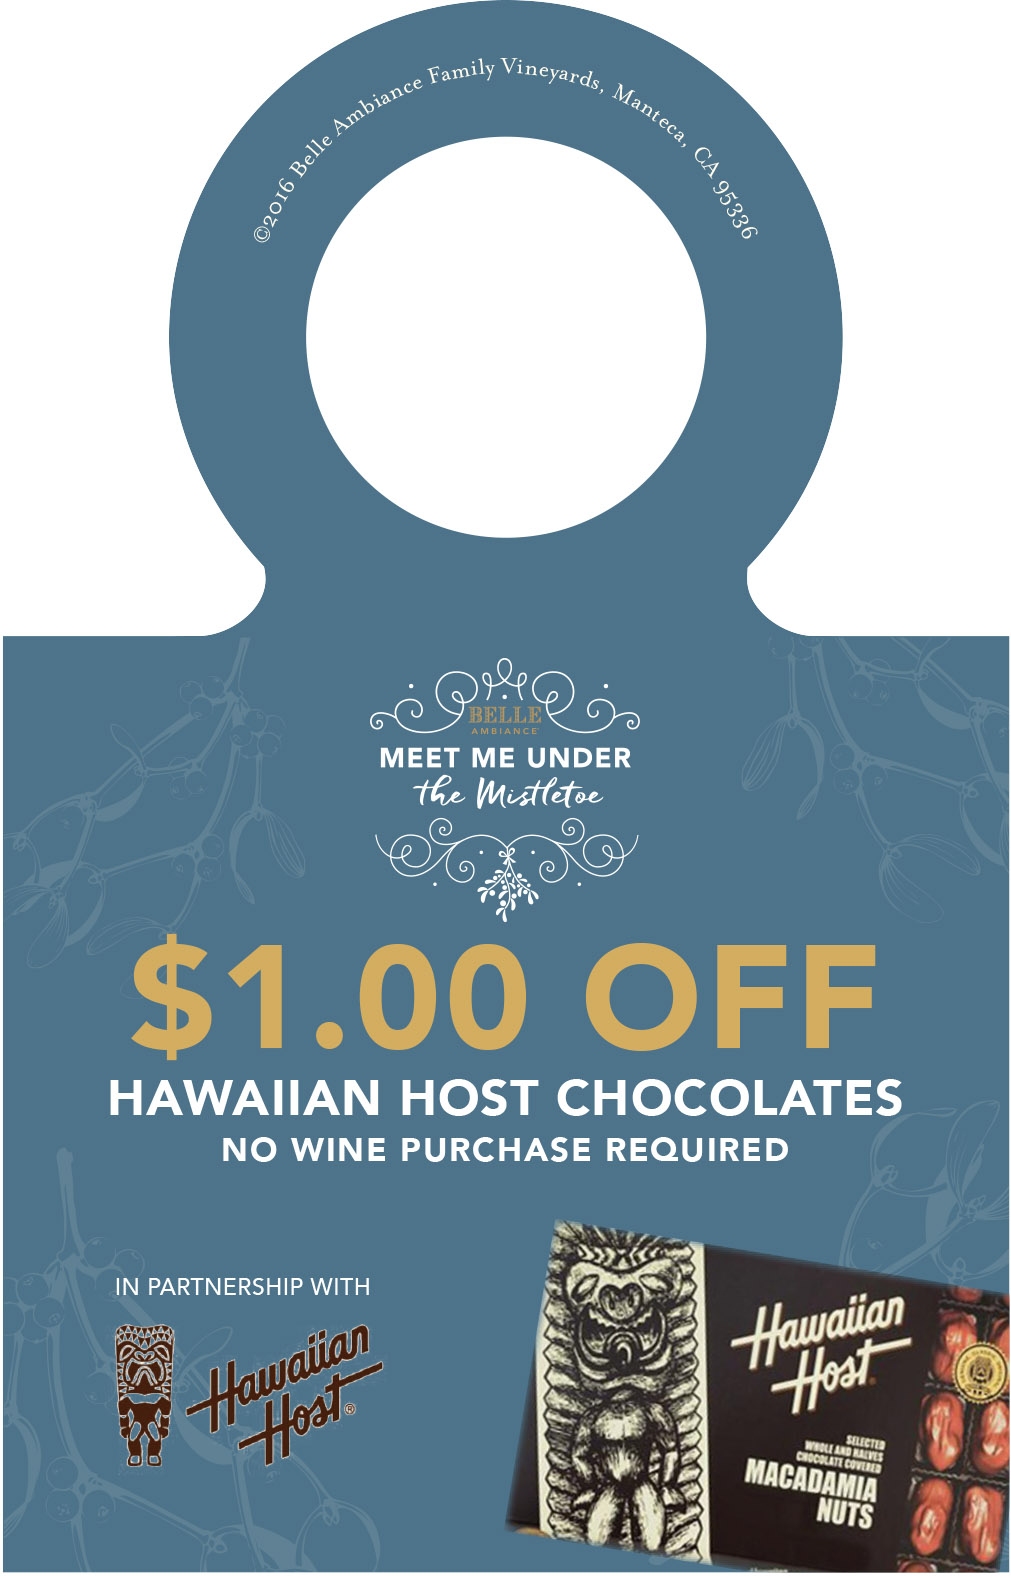 ©2016 Belle Ambiance Family Vineyards, Manteca, CA 95336
BELLE
AMBIANCE
MEET ME UNDER
the Mistletoe
$1.00 OFF
HAWAIIAN HOST CHOCOLATES
NO WINE PURCHASE REQUIRED
IN PARTNERSHIP WITH
Hawaiian
Host®
Hawaiian
Host
SELECTED
WHOLE AND HALVES
CHOCOLATE COVERED
MACADAMIA
NUTS